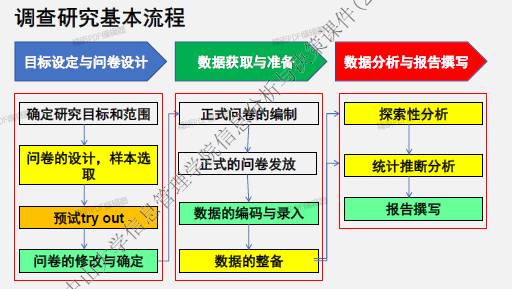 调查研究基本流程
目标设定与问卷设计
数据获取与准备
数据分析与报告撰写
确定研究目标和范围
问卷的设计，样本选
取
预试try out
问卷的修改与确定
正式问卷的编制
正式的问卷发放
数据的编码与录入
数据的整备
探索性分析
统计推断分析
报告撰写
中山大学信息管理学院信息分析与决策课件(2